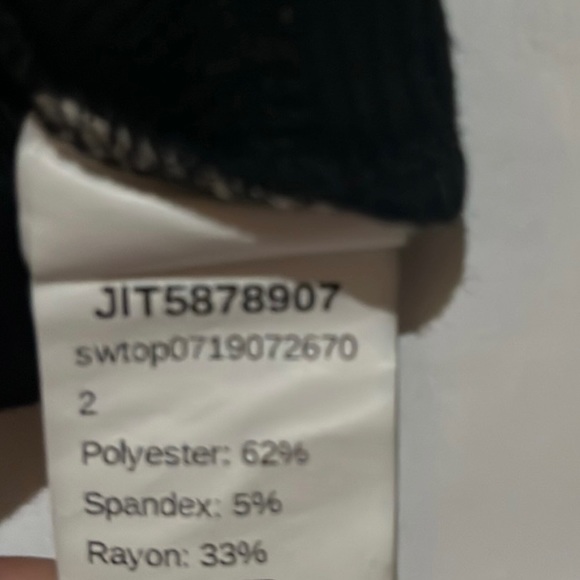 JIT5878907
swtop0719072670
2
Polyester: 62%
Spandex: 5%
Rayon: 33%